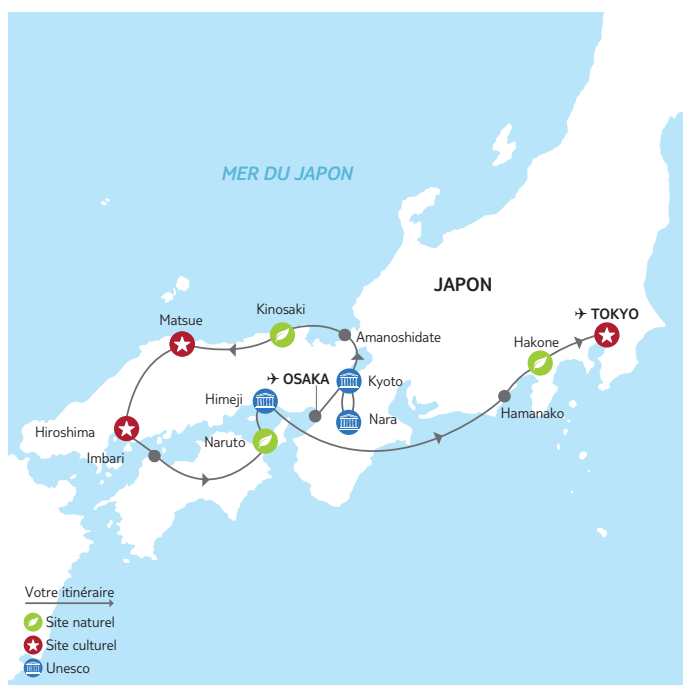 MER DU JAPON
JAPON
Kinosaki
Matsue
Amanoshidate
TOKYO
Hakone
OSAKA
Kyoto
Himeji
Nara
Hamanako
Hiroshima
Naruto
Imbari
Votre itinéraire
Site naturel
Site culturel
Unesco